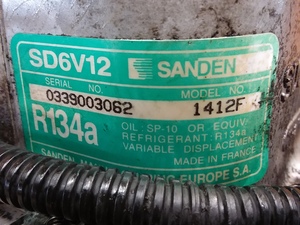 SD6V12 SANDEN
SERIAL NO. MODEL NO.
0339003062 1412F
R134a
OIL SP-10 OR EQUIV.
REFRIGERANT R134a
VARIABLE DISPLACEMENT
MADE IN FRANCE
SANDEN EUROPE S.A.